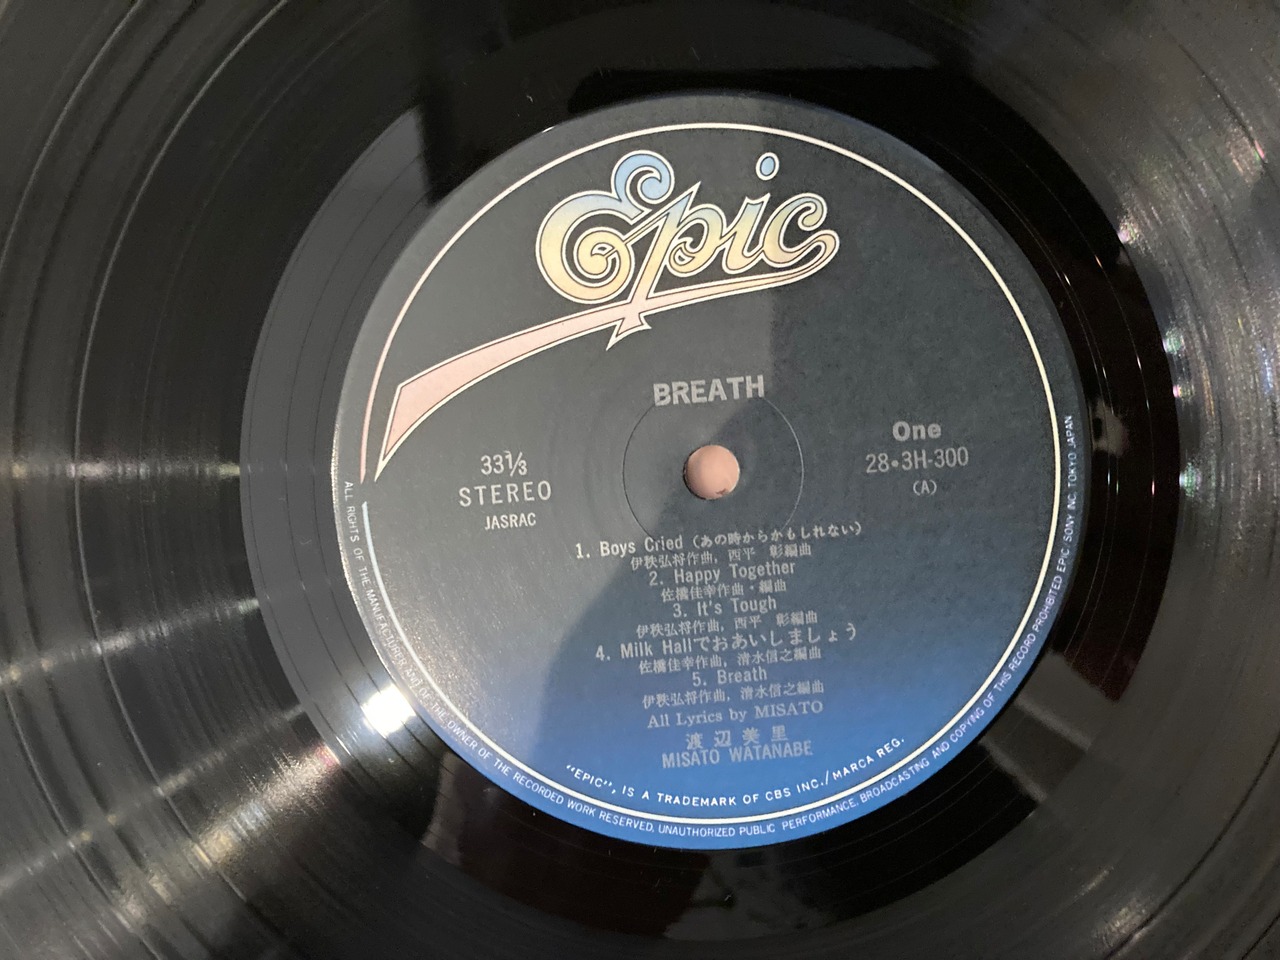 Epic
BREATH
33⅓
STEREO
JASRAC
One
28・3H-300
(A)
1. Boys Cried (あの時からかもしれない)
伊秩弘将作曲, 西平 彰編曲
2. Happy Together
佐橋佳幸作曲・編曲
3. It's Tough
伊秩弘将作曲, 西平 彰編曲
4. Milk Hallでおあいしましょう
佐橋佳幸作曲, 清水信之編曲
5. Breath
伊秩弘将作曲, 清水信之編曲
All Lyrics by MISATO
渡辺美里
MISATO WATANABE
"EPIC", IS A TRADEMARK OF CBS INC./MARCA REG.
ALL RIGHTS OF THE MANUFACTURER AND OF THE OWNER OF THE RECORDED WORK RESERVED. UNAUTHORIZED PUBLIC PERFORMANCE. BROADCASTING AND COPYING OF THIS RECORD PROHIBITED EPIC/SONY INC. TOKYO JAPAN